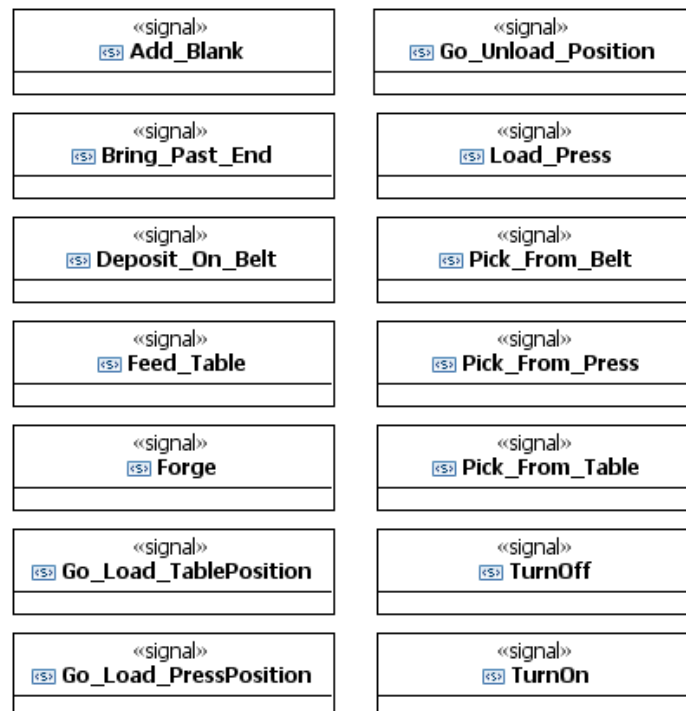 «signal»
Add_Blank
«signal»
Bring_Past_End
«signal»
Deposit_On_Belt
«signal»
Feed_Table
«signal»
Forge
«signal»
Go_Load_TablePosition
«signal»
Go_Load_PressPosition
«signal»
Go_Unload_Position
«signal»
Load_Press
«signal»
Pick_From_Belt
«signal»
Pick_From_Press
«signal»
Pick_From_Table
«signal»
TurnOff
«signal»
TurnOn